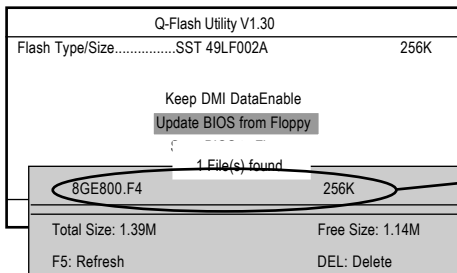 Q-Flash Utility V1.30
Flash Type/Size................SST 49LF002A 256K
Keep DMI DataEnable
Update BIOS from Floppy
1 File(s) found
8GE800.F4 256K
Total Size: 1.39M Free Size: 1.14M
F5: Refresh DEL: Delete